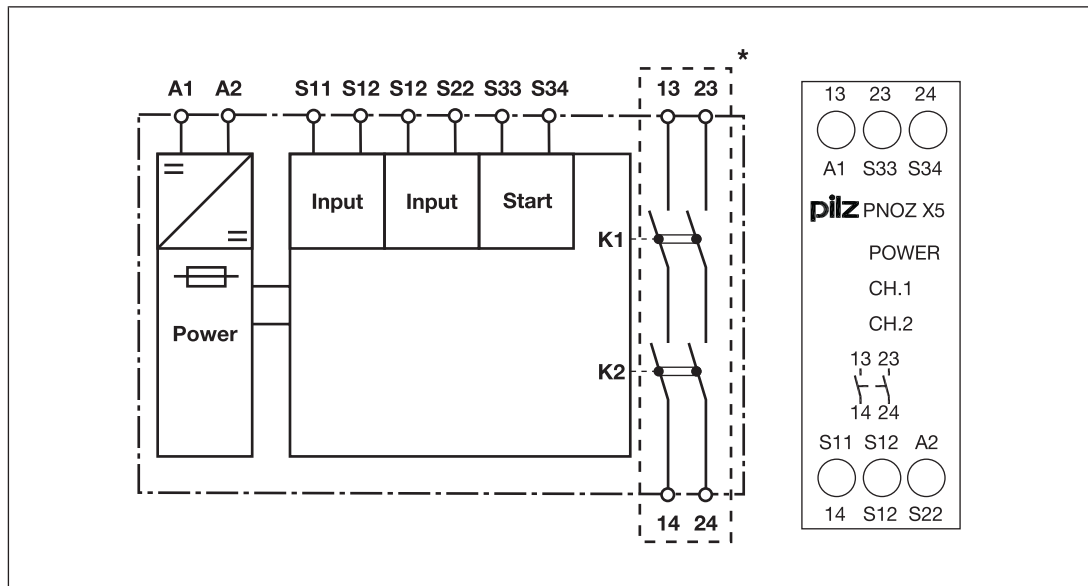 *
A1 A2 S11 S12 S12 S22 S33 S34 13 23
Input Input Start
K1
Power
K2
14 24
13 23 24
A1 S33 S34
pilz PNOZ X5
POWER
CH.1
CH.2
13 23
14 24
S11 S12 A2
14 S12 S22